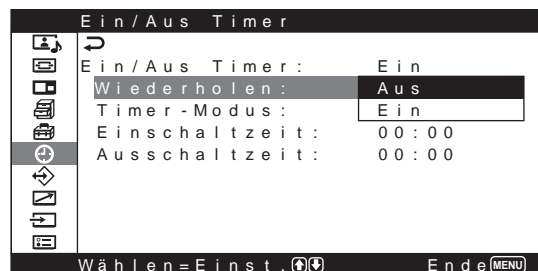 Ein/Aus Timer
Ein/Aus Timer: Ein
Wiederholen: Aus
Timer-Modus: Ein
Einschaltzeit: 00:00
Ausschaltzeit: 00:00
Wählen=Einst. Ende MENU